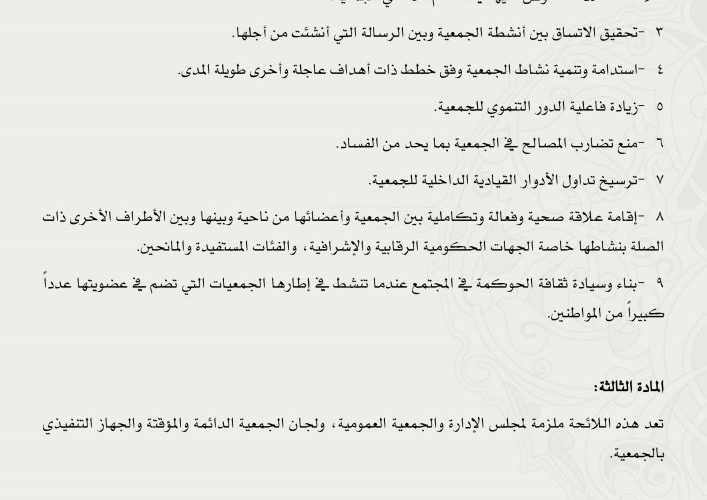 ٣ -تحقيق الاتساق بين أنشطة الجمعية وبين الرسالة التي أنشئت من أجلها.
٤ -استدامة وتنمية نشاط الجمعية وفق خطط ذات أهداف عاجلة وأخرى طويلة المدى.
٥ -زيادة فاعلية الدور التنموي للجمعية.
٦ -منع تضارب المصالح في الجمعية بما يحد من الفساد.
٧ -ترسيخ تداول الأدوار القيادية الداخلية للجمعية.
٨ -إقامة علاقة صحية وفعالة وتكاملية بين الجمعية وأعضائها من ناحية وبينها وبين الأطراف الأخرى ذات
الصلة بنشاطها خاصة الجهات الحكومية الرقابية والإشرافية، والفئات المستفيدة والمانحين.
٩ -بناء وسيادة ثقافة الحوكمة في المجتمع عندما تنشط في إطارها الجمعيات التي تضم في عضويتها عدداً
كبيراً من المواطنين.
المادة الثالثة:
تعد هذه اللائحة ملزمة لمجلس الإدارة والجمعية العمومية، ولجان الجمعية الدائمة والمؤقتة والجهاز التنفيذي
بالجمعية.